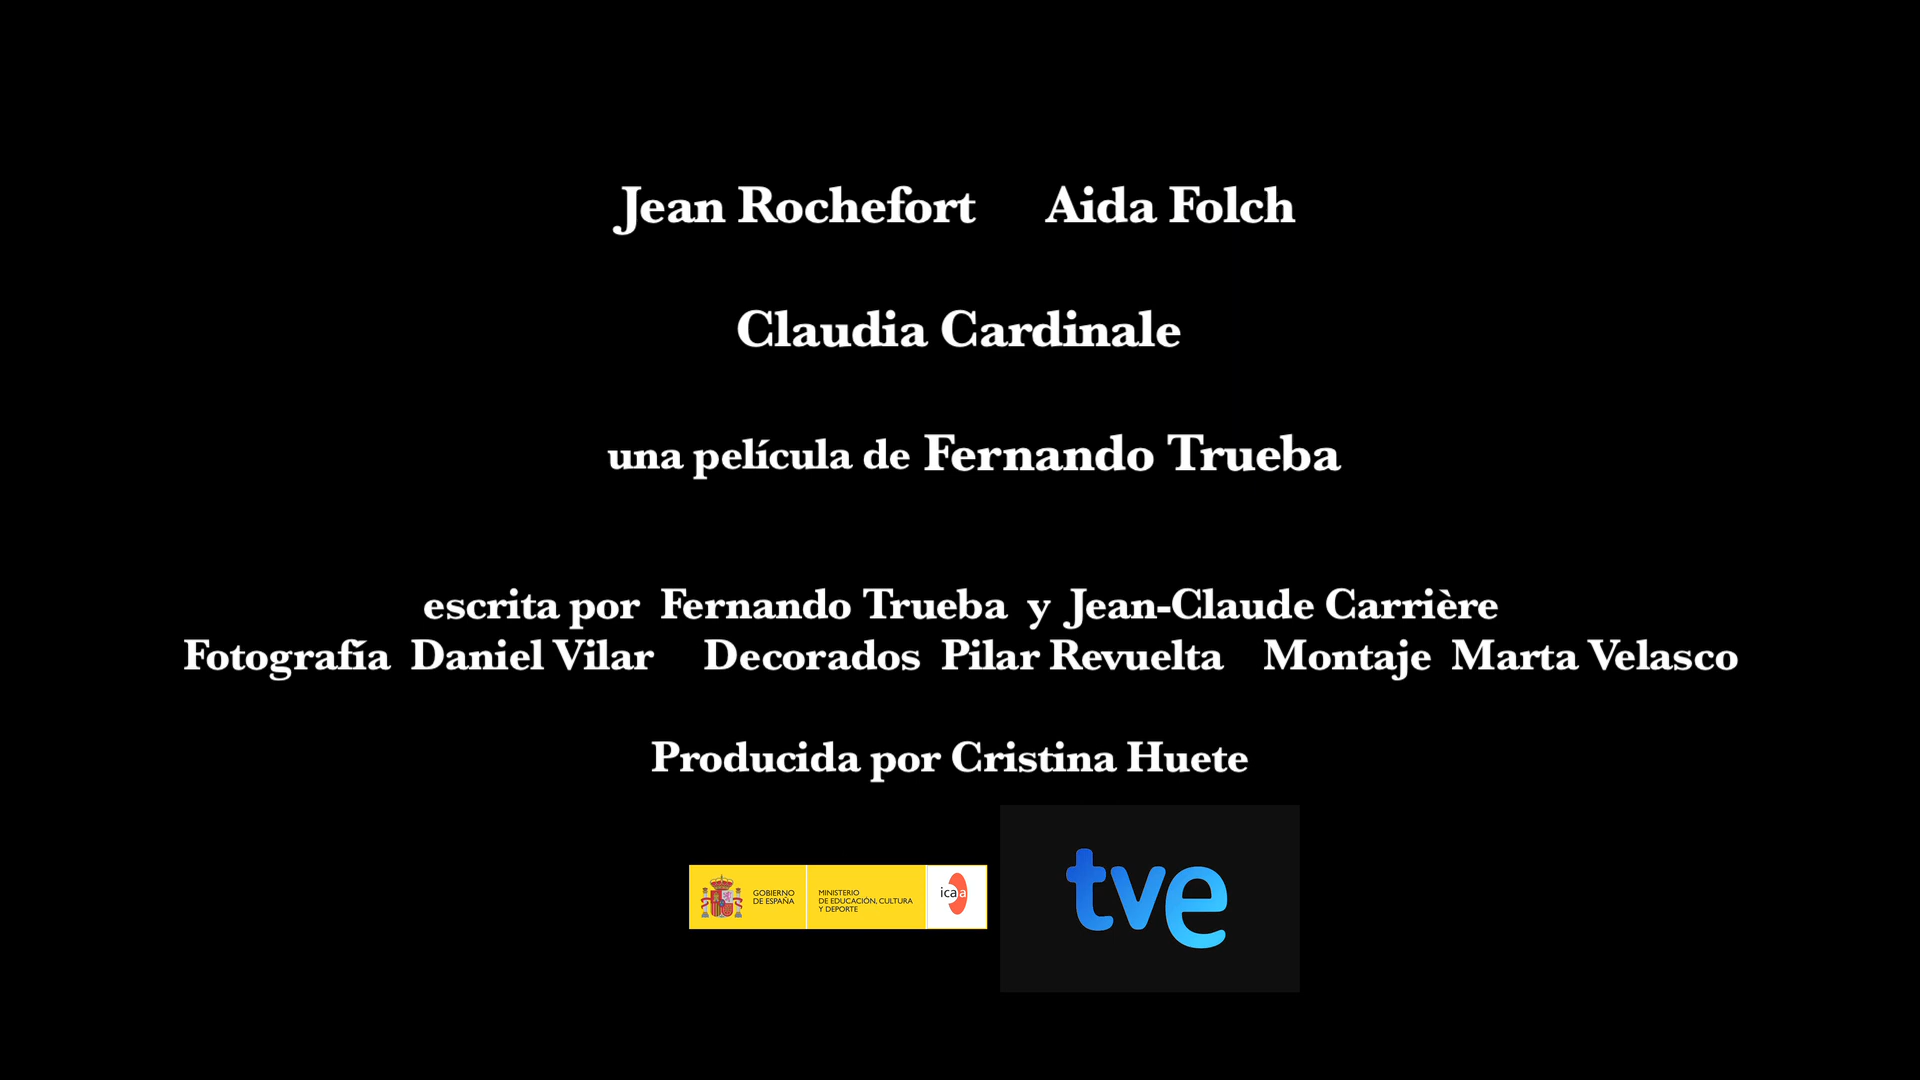 Jean Rochefort Aida Folch
Claudia Cardinale
una película de Fernando Trueba
escrita por Fernando Trueba y Jean-Claude Carrière
Fotografía Daniel Vilar Decorados Pilar Revuelta Montaje Marta Velasco
Producida por Cristina Huete
GOBIERNO
DE ESPAÑA
MINISTERIO
DE EDUCACIÓN, CULTURA
Y DEPORTE
icaa
tve